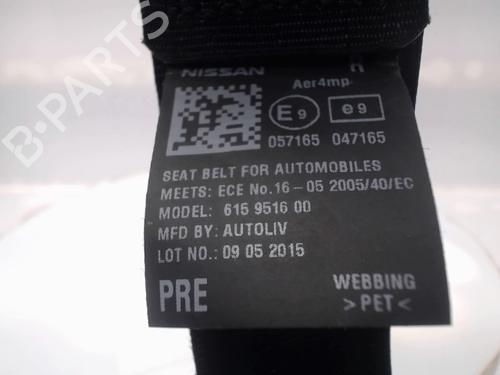 B-PARTS
NISSAN
Aer4mp
E9 e9
057165 047165
SEAT BELT FOR AUTOMOBILES
MEETS: ECE No.16-05 2005/40/EC
MODEL: 615 9516 00
MFD BY: AUTOLIV
LOT NO.: 09 05 2015
PRE
WEBBING
>PET<